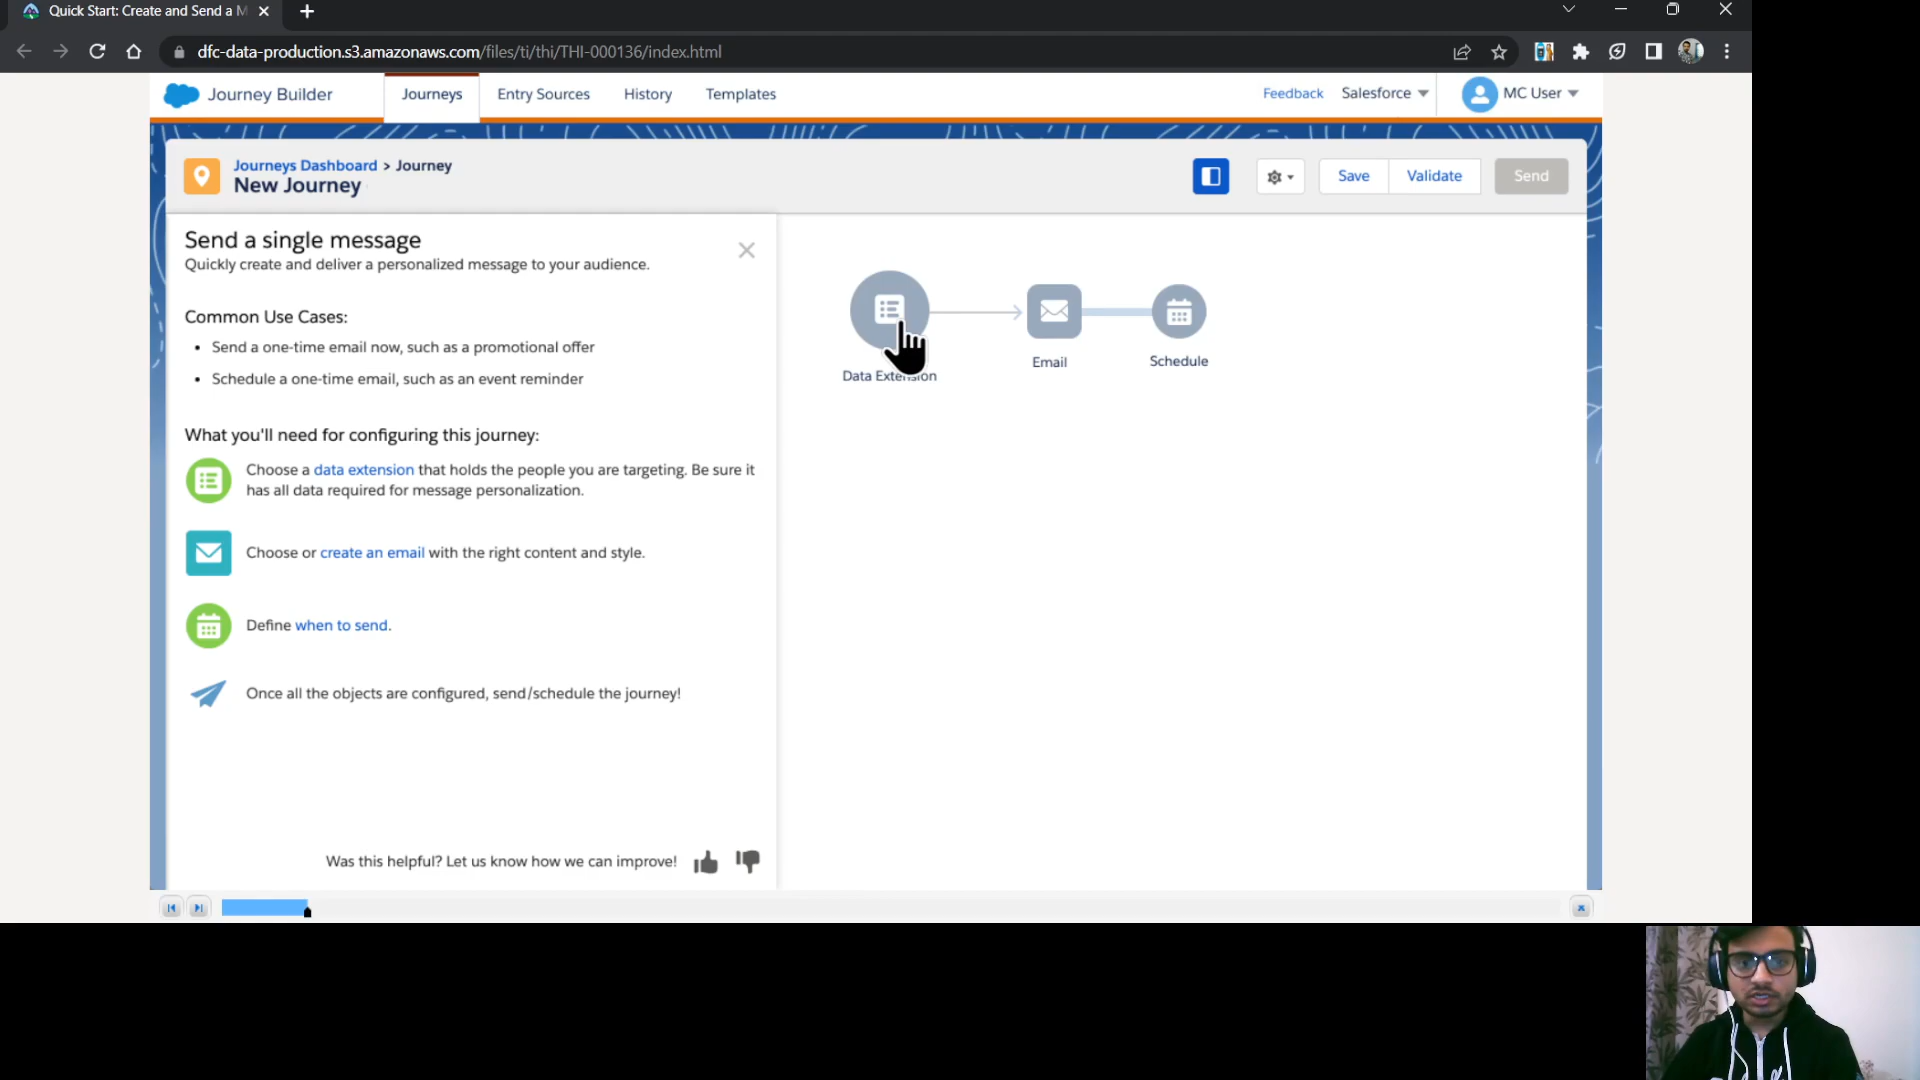 Quick Start: Create and Send a M
dfc-data-production.s3.amazonaws.com/files/ti/thi/THI-000136/index.html
Journey Builder
Journeys
Entry Sources
History
Templates
Feedback
Salesforce
MC User
Journeys Dashboard > Journey
New Journey
Save
Validate
Send
Send a single message
Quickly create and deliver a personalized message to your audience.
Common Use Cases:
• Send a one-time email now, such as a promotional offer
• Schedule a one-time email, such as an event reminder
What you'll need for configuring this journey:
Choose a data extension that holds the people you are targeting. Be sure it
has all data required for message personalization.
Choose or create an email with the right content and style.
Define when to send.
Once all the objects are configured, send/schedule the journey!
Was this helpful? Let us know how we can improve!
Data Extension
Email
Schedule